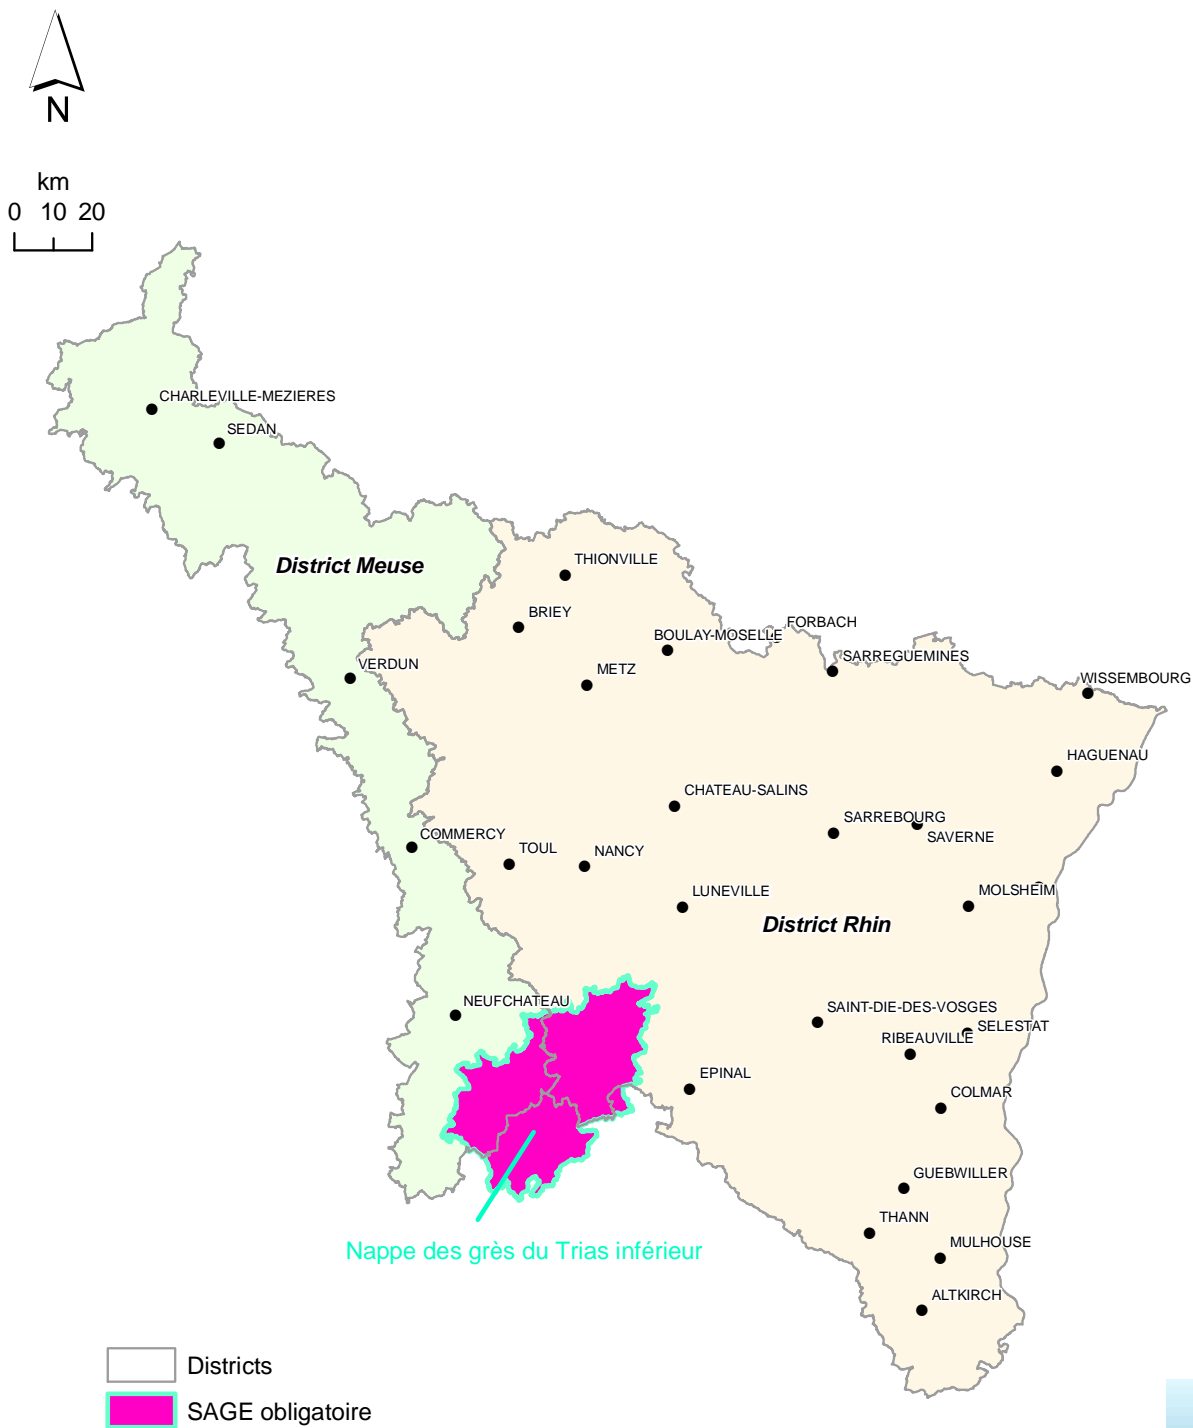 N
km
0 10 20
CHARLEVILLE-MEZIERES
SEDAN
District Meuse
THIONVILLE
BRIEY
FORBACH
BOULAY-MOSELLE
SARREGUEMINES
VERDUN
METZ
WISSEMBOURG
HAGUENAU
CHATEAU-SALINS
SARREBOURG
SAVERNE
COMMERCY
TOUL
NANCY
LUNEVILLE
MOLSHEIM
District Rhin
NEUFCHATEAU
SAINT-DIE-DES-VOSGES
SELESTAT
RIBEAUVILLE
EPINAL
COLMAR
GUEBWILLER
THANN
MULHOUSE
Nappe des grès du Trias inférieur
ALTKIRCH
Districts
SAGE obligatoire